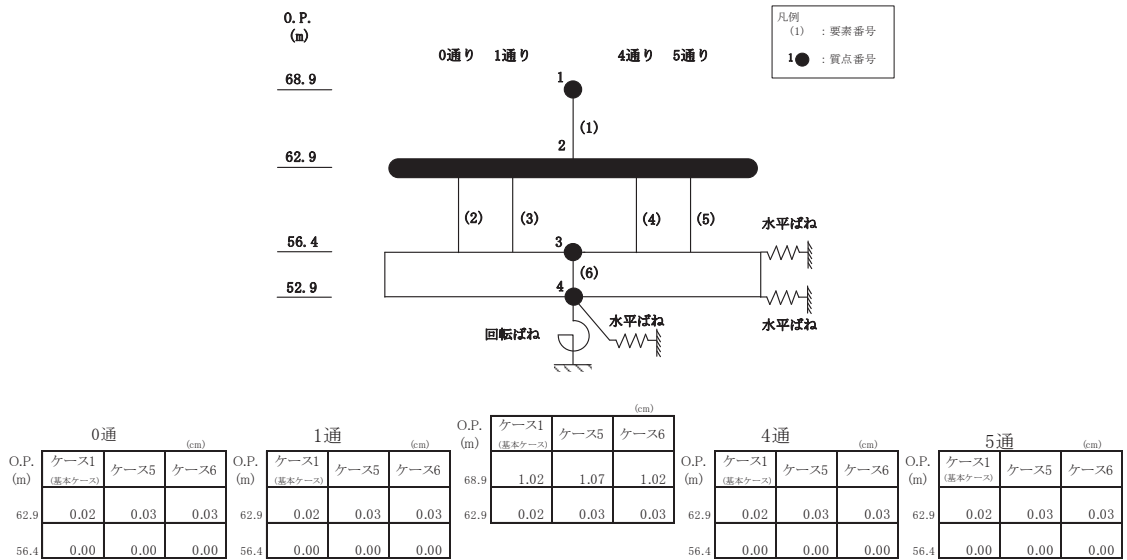 O.P.
(m)
凡例
(1) ：要素番号
1 ：質点番号
0通り 1通り 4通り 5通り
68.9
1
(1)
2
62.9
(2) (3) (4) (5)
水平ばね
56.4
3
(6)
52.9
4
水平ばね
水平ばね
回転ばね
0通
(cm)
O.P.
(m)
ケース1
(基本ケース)
ケース5 ケース6
62.9 0.02 0.03 0.03
56.4 0.00 0.00 0.00
1通
(cm)
O.P.
(m)
ケース1
(基本ケース)
ケース5 ケース6
62.9 0.02 0.03 0.03
56.4 0.00 0.00 0.00
(cm)
O.P.
(m)
ケース1
(基本ケース)
ケース5 ケース6
68.9 1.02 1.07 1.02
62.9 0.02 0.03 0.03
4通
(cm)
O.P.
(m)
ケース1
(基本ケース)
ケース5 ケース6
62.9 0.02 0.03 0.03
56.4 0.00 0.00 0.00
5通
(cm)
O.P.
(m)
ケース1
(基本ケース)
ケース5 ケース6
62.9 0.02 0.03 0.03
56.4 0.00 0.00 0.00